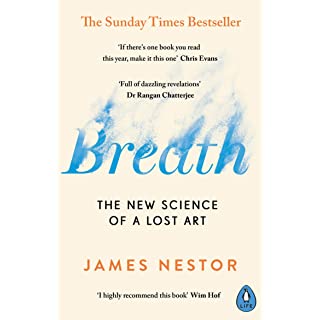 The Sunday Times Bestseller
'If there's one book you read
this year, make it this one' Chris Evans
'Full of dazzling revelations'
Dr Rangan Chatterjee
Breath
THE NEW SCIENCE
OF A LOST ART
JAMES NESTOR
'I highly recommend this book' Wim Hof
LIFE